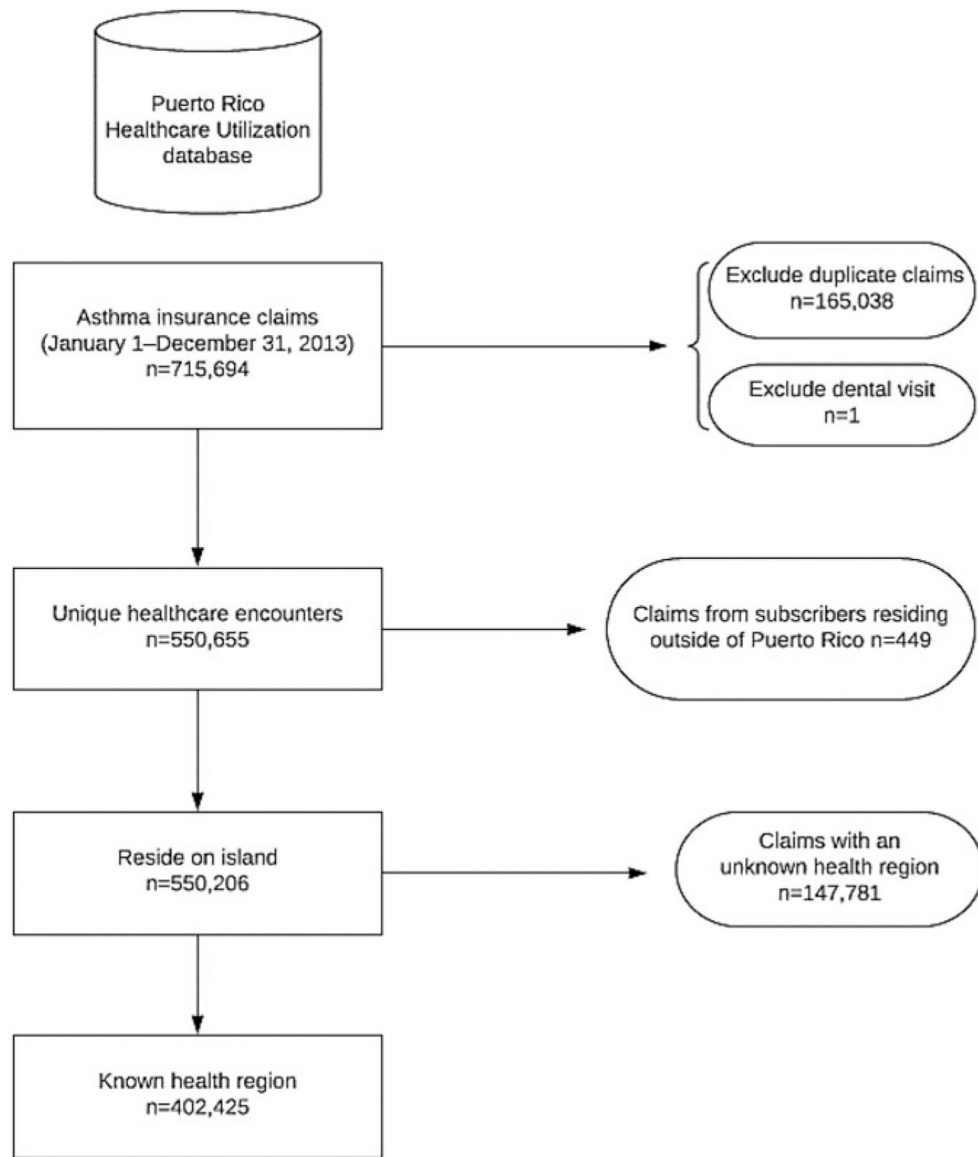 Puerto Rico
Healthcare Utilization
database
Asthma insurance claims
(January 1–December 31, 2013)
n=715,694
Exclude duplicate claims
n=165,038
Exclude dental visit
n=1
Unique healthcare encounters
n=550,655
Claims from subscribers residing
outside of Puerto Rico n=449
Reside on island
n=550,206
Claims with an
unknown health region
n=147,781
Known health region
n=402,425